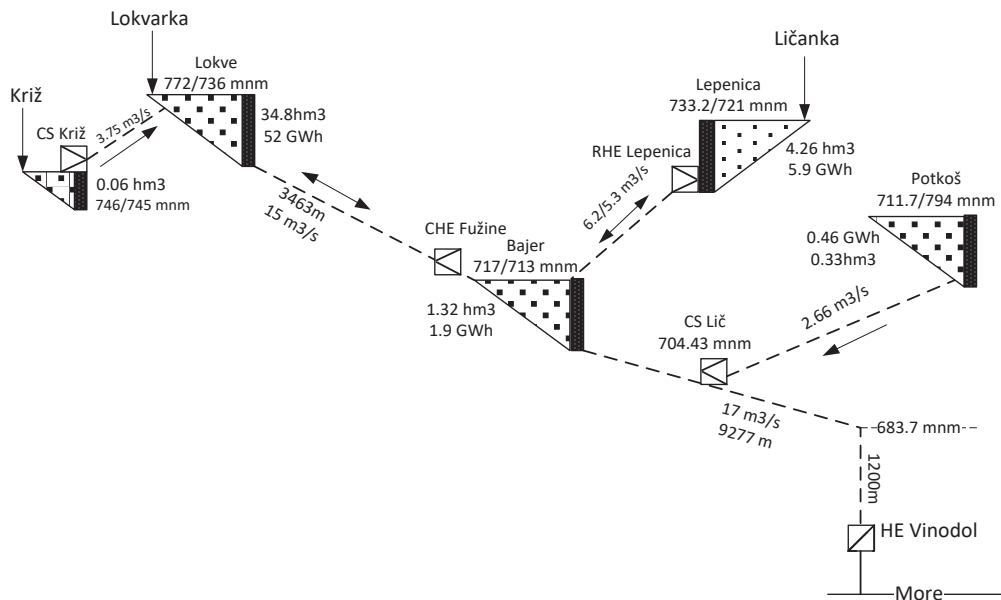 Lokvarka
Križ
Lokve
772/736 mnm
34.8hm3
52 GWh
CS Križ
3.75 m3/s
0.06 hm3
746/745 mnm
3463m
15 m3/s
CHE Fužine
Bajer
717/713 mnm
1.32 hm3
1.9 GWh
Ličanka
Lepenica
733.2/721 mnm
4.26 hm3
5.9 GWh
RHE Lepenica
6.2/5.3 m3/s
Potkoš
711.7/794 mnm
0.46 GWh
0.33hm3
2.66 m3/s
CS Lič
704.43 mnm
17 m3/s
9277 m
683.7 mnm
1200m
HE Vinodol
More